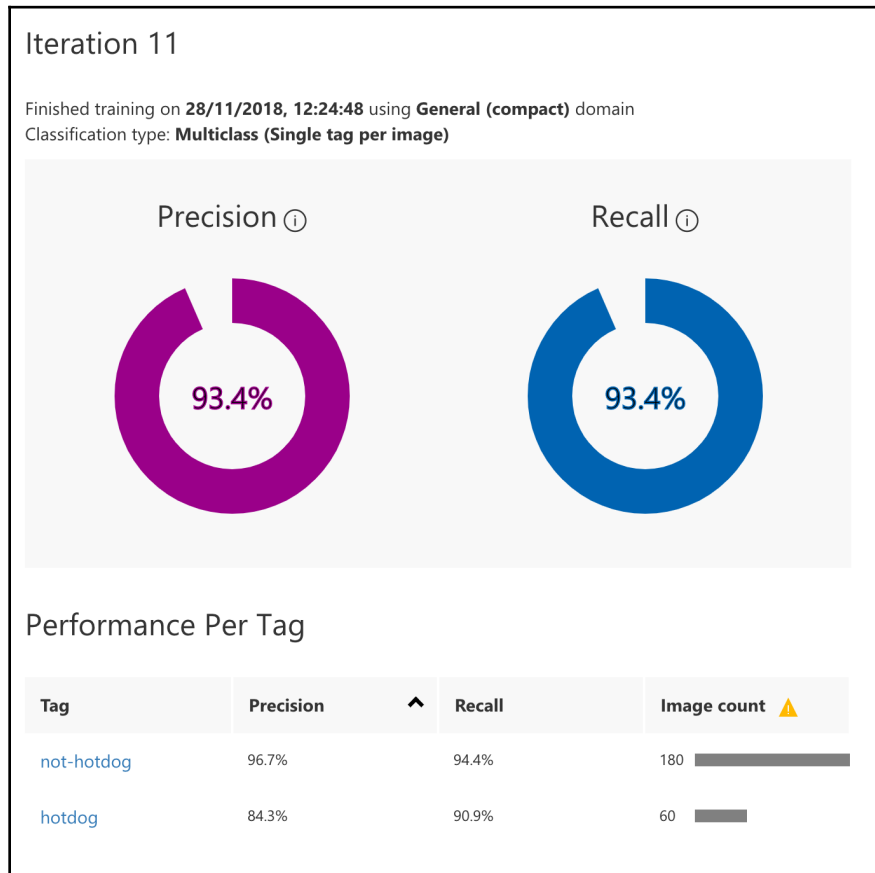 Iteration 11
Finished training on 28/11/2018, 12:24:48 using General (compact) domain
Classification type: Multiclass (Single tag per image)
Precision
Recall
93.4%
93.4%
Performance Per Tag
Tag Precision Recall Image count
not-hotdog 96.7% 94.4% 180
hotdog 84.3% 90.9% 60